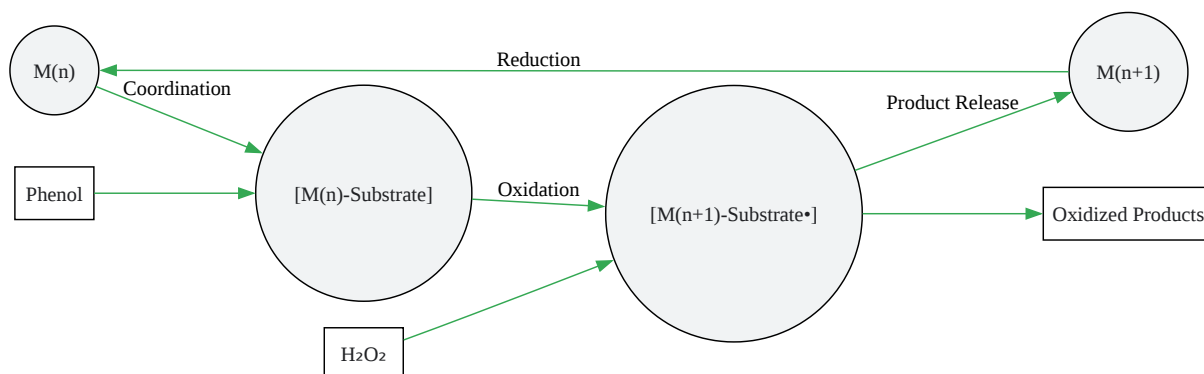 Reduction
M(n)
M(n+1)
Coordination
Product Release
Phenol
[M(n)-Substrate]
Oxidation
[M(n+1)-Substrate•]
Oxidized Products
H₂O₂